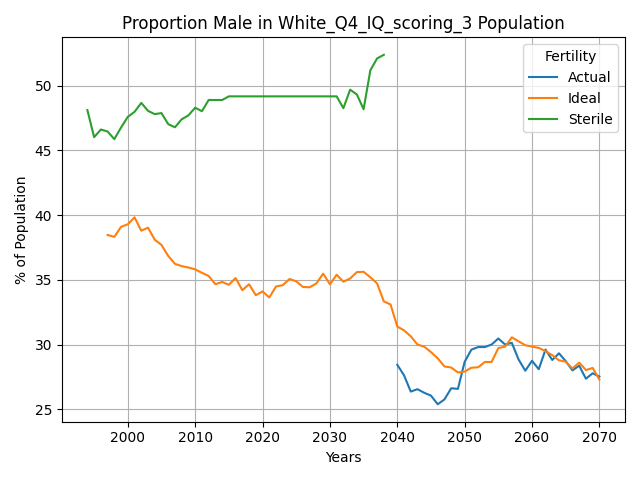 Proportion Male in White_Q4_IQ_scoring_3 Population
Fertility
Actual
Ideal
Sterile
% of Population
50
45
40
35
30
25
2000
2010
2020
2030
2040
2050
2060
2070
Years